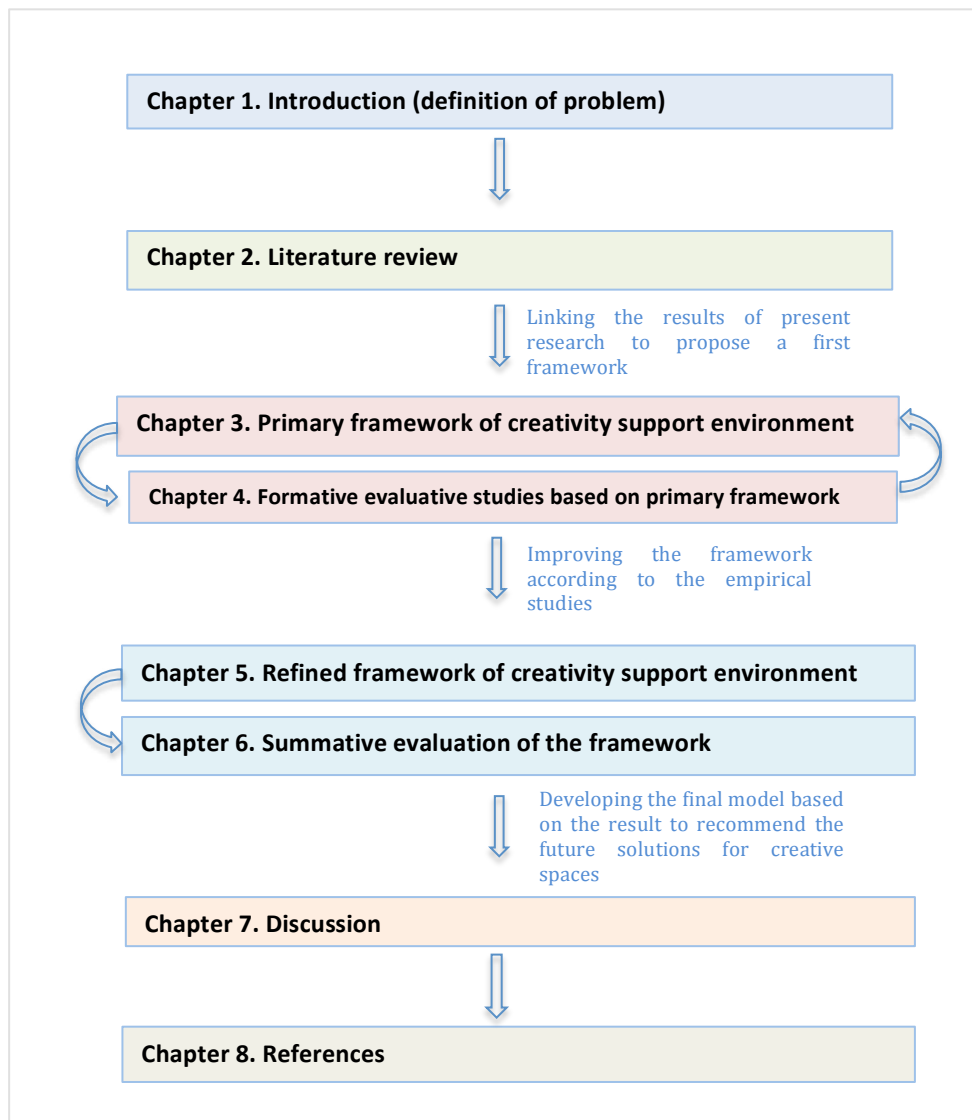 Chapter 1. Introduction (definition of problem)
Chapter 2. Literature review
Linking the results of present
research to propose a first
framework
Chapter 3. Primary framework of creativity support environment
Chapter 4. Formative evaluative studies based on primary framework
Improving the framework
according to the empirical
studies
Chapter 5. Refined framework of creativity support environment
Chapter 6. Summative evaluation of the framework
Developing the final model based
on the result to recommend the
future solutions for creative
spaces
Chapter 7. Discussion
Chapter 8. References